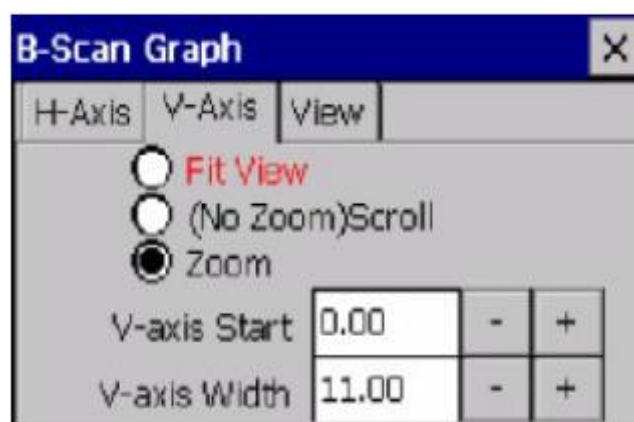 B-Scan Graph X
H-Axis V-Axis View
Fit View
(No Zoom)Scroll
Zoom
V-axis Start 0.00 - +
V-axis Width 11.00 - +